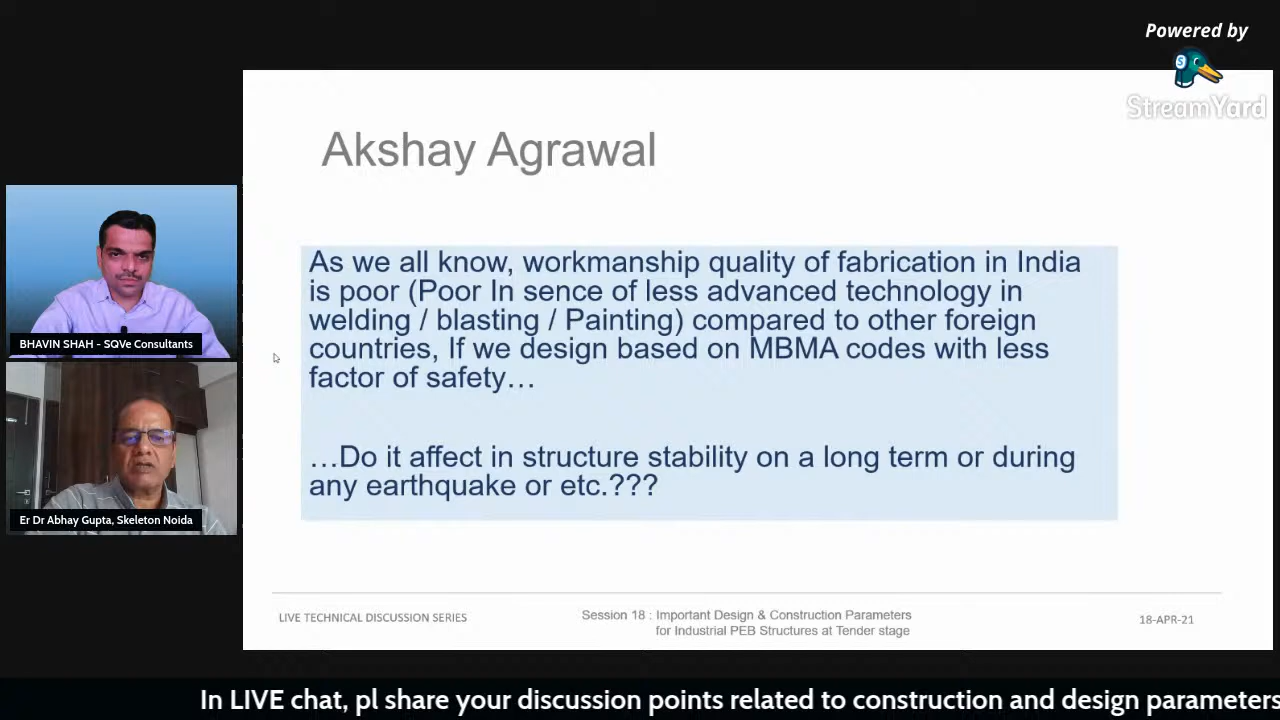 Powered by
StreamYard
Akshay Agrawal
As we all know, workmanship quality of fabrication in India
is poor (Poor In sence of less advanced technology in
welding / blasting / Painting) compared to other foreign
countries, If we design based on MBMA codes with less
factor of safety…
…Do it affect in structure stability on a long term or during
any earthquake or etc.???
BHAVIN SHAH - SQVe Consultants
Er Dr Abhay Gupta, Skeleton Noida
LIVE TECHNICAL DISCUSSION SERIES
Session 18 : Important Design & Construction Parameters
for Industrial PEB Structures at Tender stage
18-APR-21
In LIVE chat, pl share your discussion points related to construction and design parameters